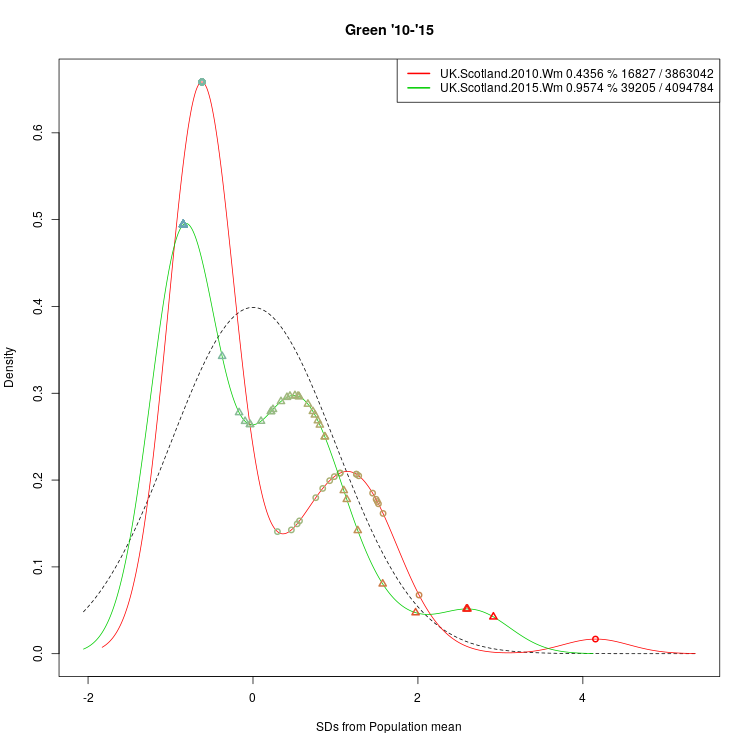 Green '10-'15
UK.Scotland.2010.Wm 0.4356 % 16827 / 3863042
UK.Scotland.2015.Wm 0.9574 % 39205 / 4094784
Density
0.6
0.5
0.4
0.3
0.2
0.1
0.0
-2 0 2 4
SDs from Population mean